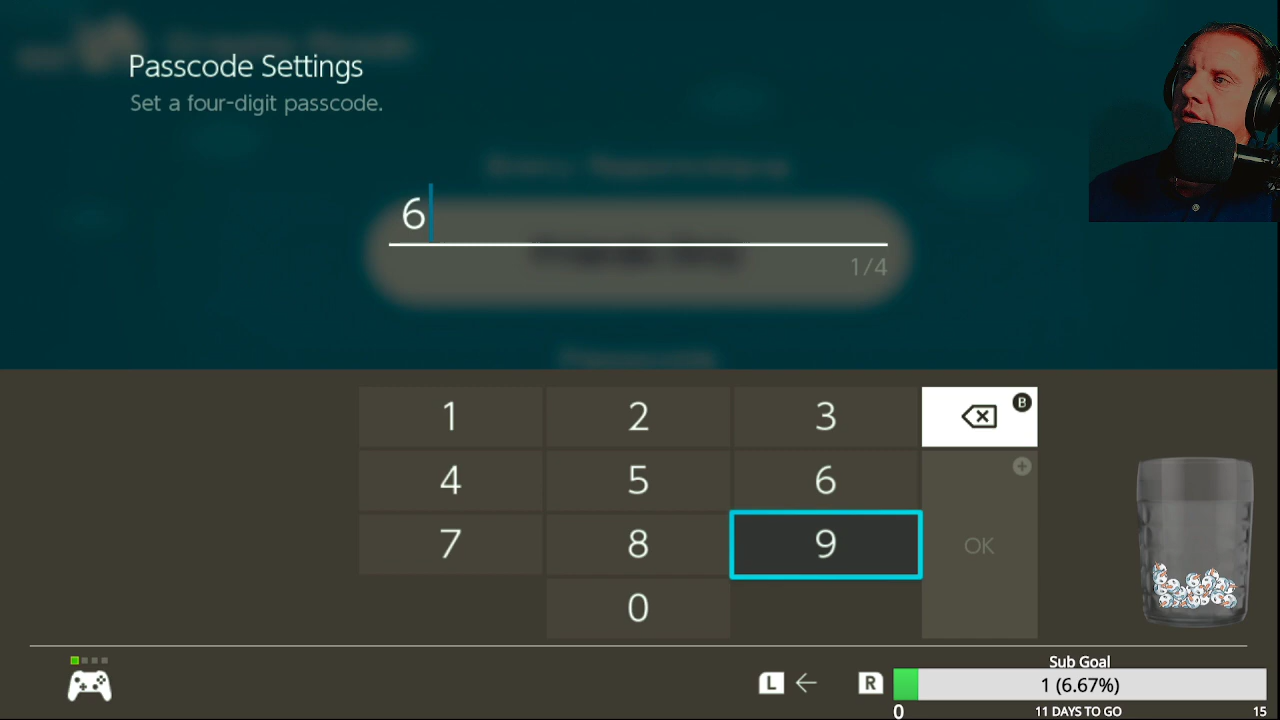 Passcode Settings
Set a four-digit passcode.
6
1/4
1 2 3 B
4 5 6 +
7 8 9 OK
0
L ← R
Sub Goal
1 (6.67%)
0 11 DAYS TO GO 15